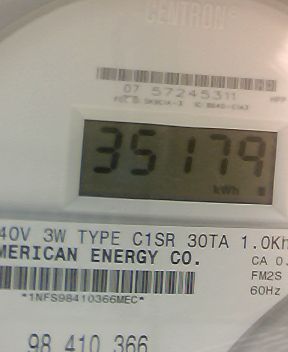 CENTRON®
07 57245311
35179
kWh
40V 3W TYPE C1SR 30TA 1.0Kh
MERICAN ENERGY CO.
CA 0.
FM2S
60Hz
*1NFS98410366MEC*
98 410 366